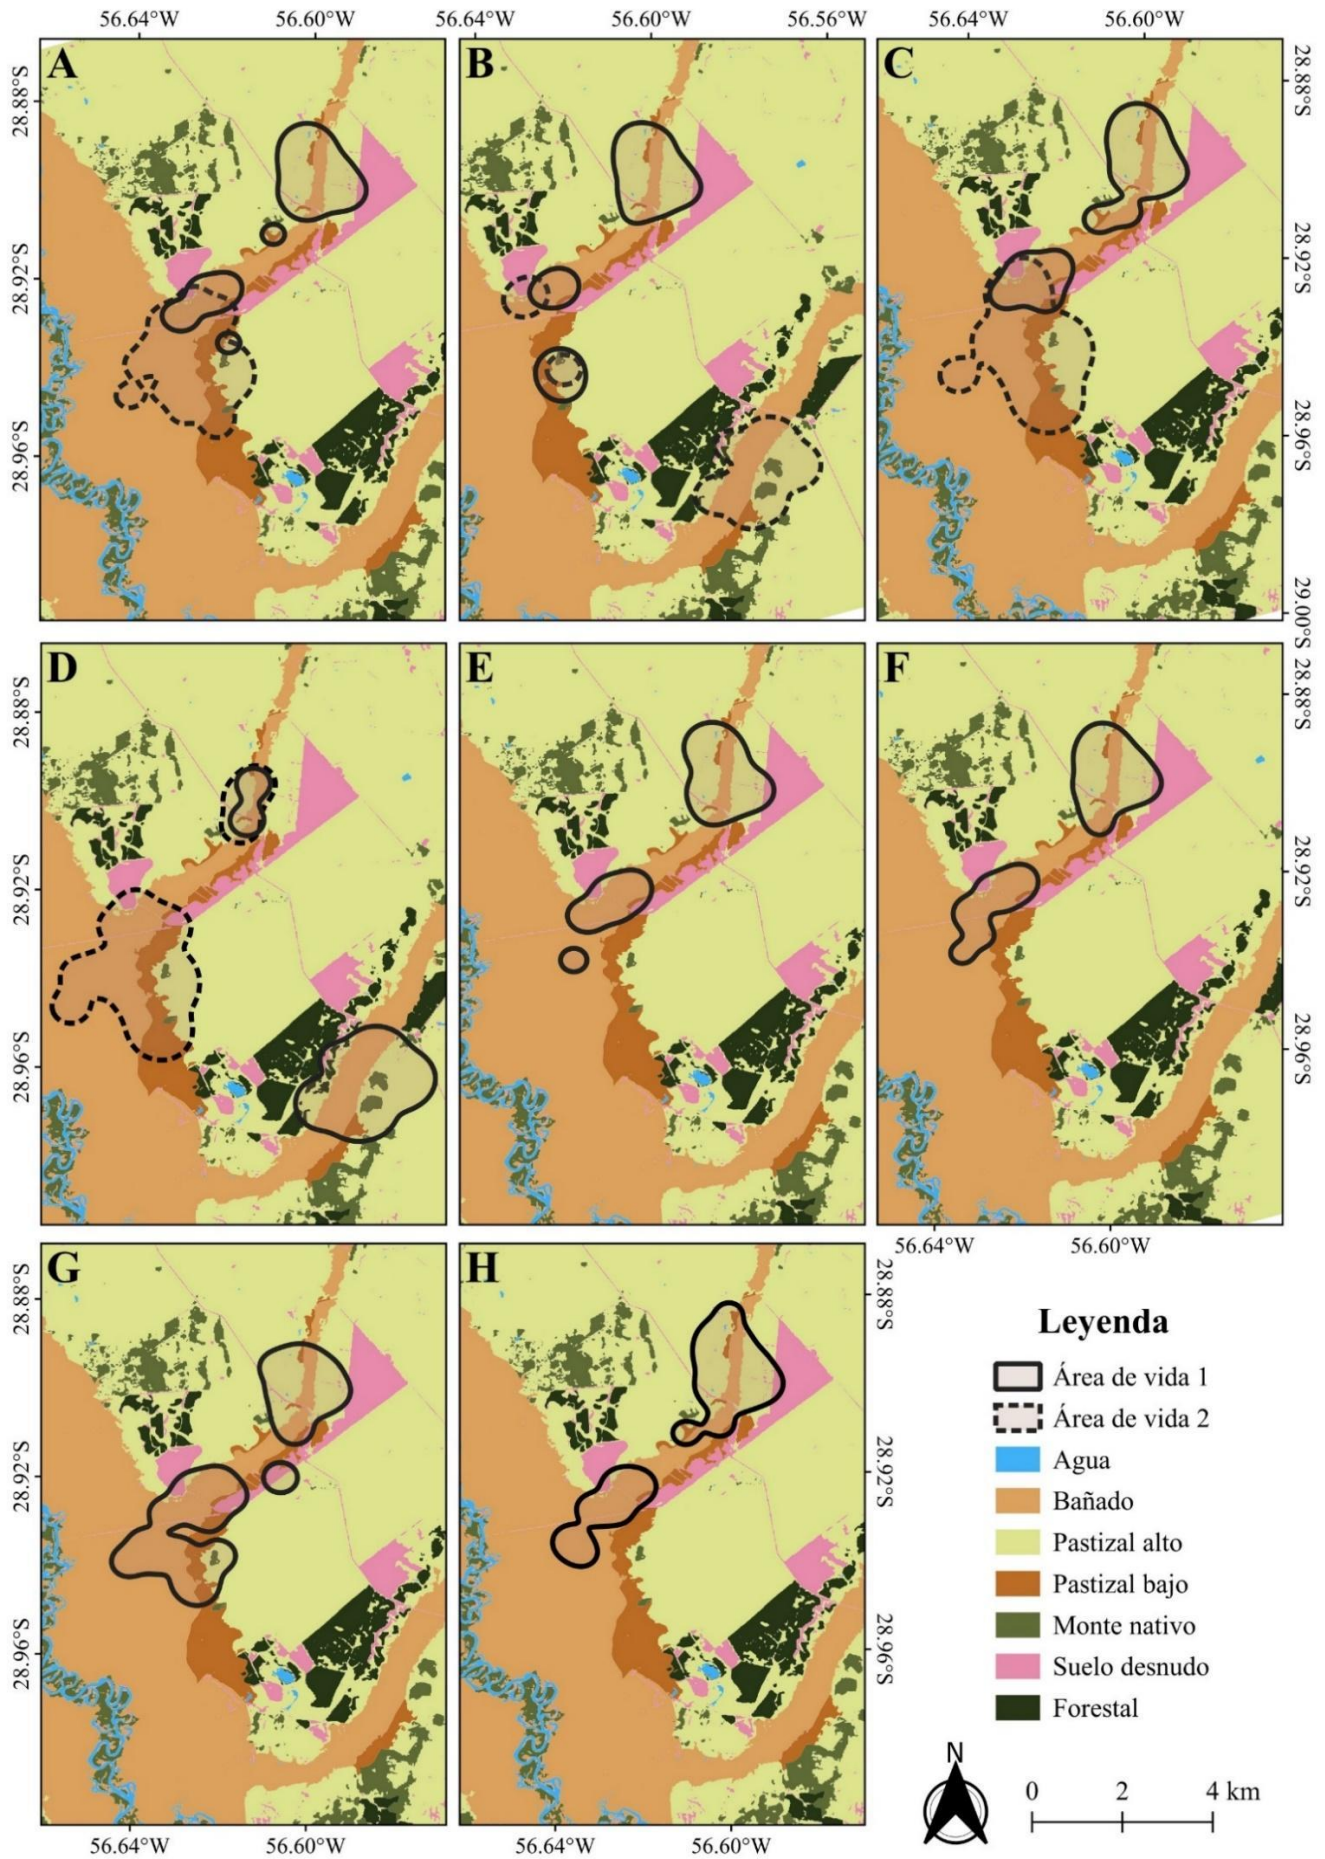 56.64°W 56.60°W 56.60°W 56.56°W 56.64°W 56.60°W
A B C
28.88°S 28.88°S
28.92°S 28.92°S
28.96°S 28.96°S
29.00°S
D E F
28.88°S 28.88°S
28.92°S 28.92°S
28.96°S 28.96°S
56.64°W 56.60°W
G H
28.88°S 28.88°S
28.92°S 28.92°S
28.96°S 28.96°S
56.64°W 56.60°W 56.64°W 56.60°W
Leyenda
Área de vida 1
Área de vida 2
Agua
Bañado
Pastizal alto
Pastizal bajo
Monte nativo
Suelo desnudo
Forestal
N
0 2 4 km